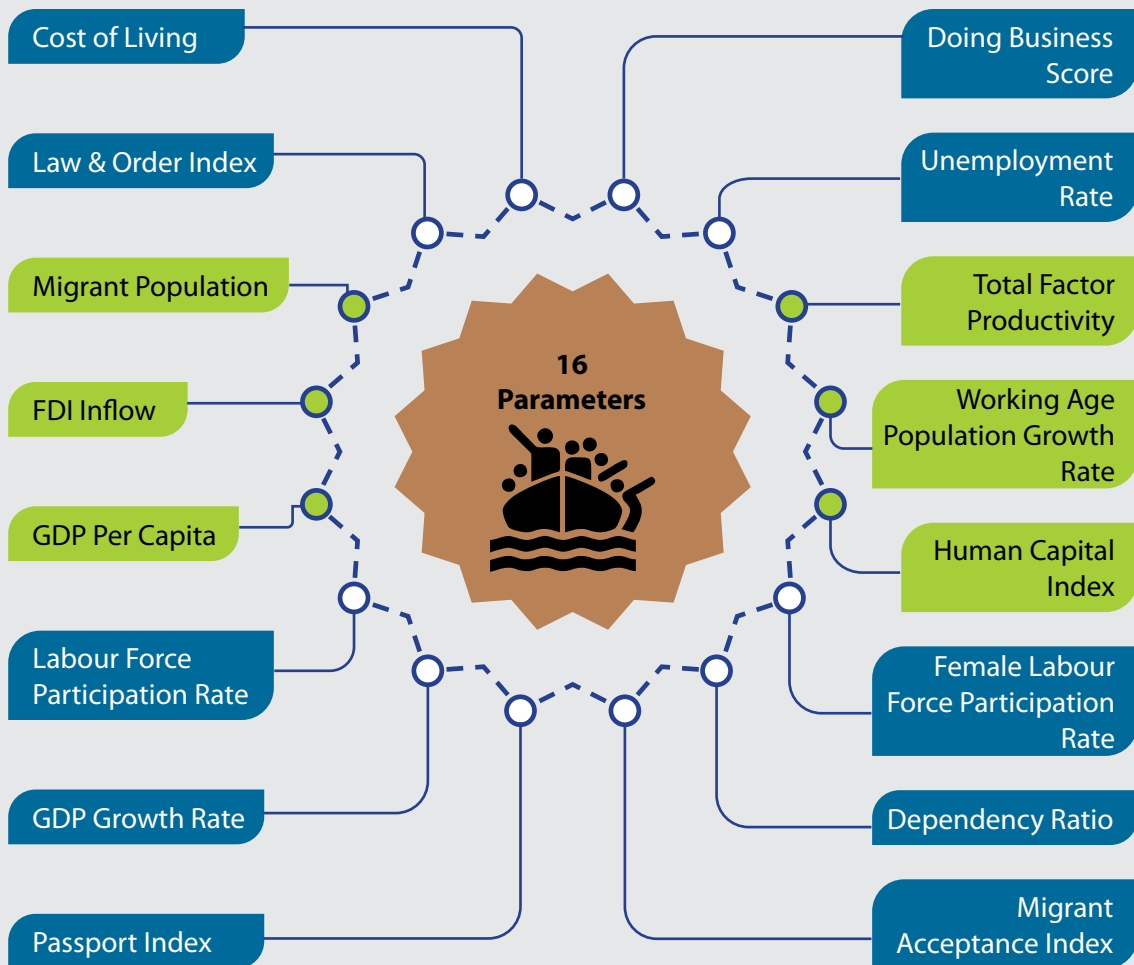 Cost of Living
Law & Order Index
Migrant Population
FDI Inflow
GDP Per Capita
Labour Force
Participation Rate
GDP Growth Rate
Passport Index
16
Parameters
Doing Business
Score
Unemployment
Rate
Total Factor
Productivity
Working Age
Population Growth
Rate
Human Capital
Index
Female Labour
Force Participation
Rate
Dependency Ratio
Migrant
Acceptance Index